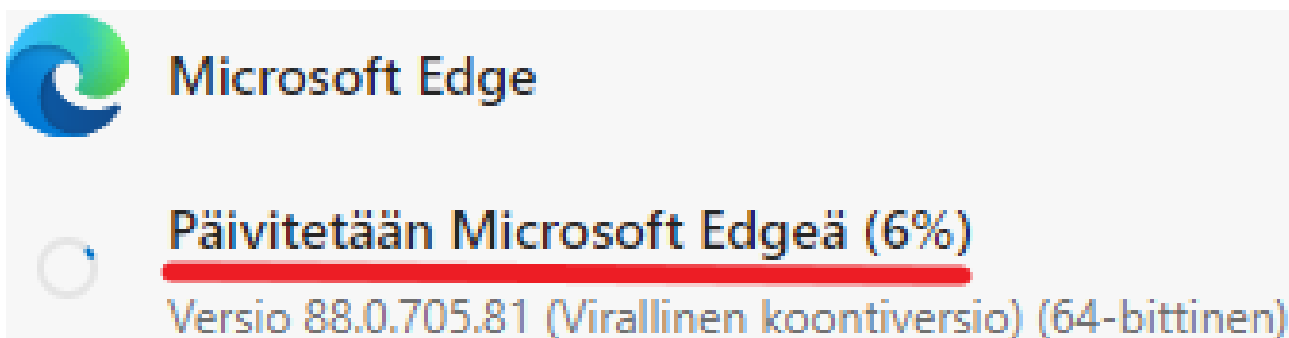 Microsoft Edge
Päivitetään Microsoft Edgeä (6%)
Versio 88.0.705.81 (Virallinen koontiversio) (64-bittinen)